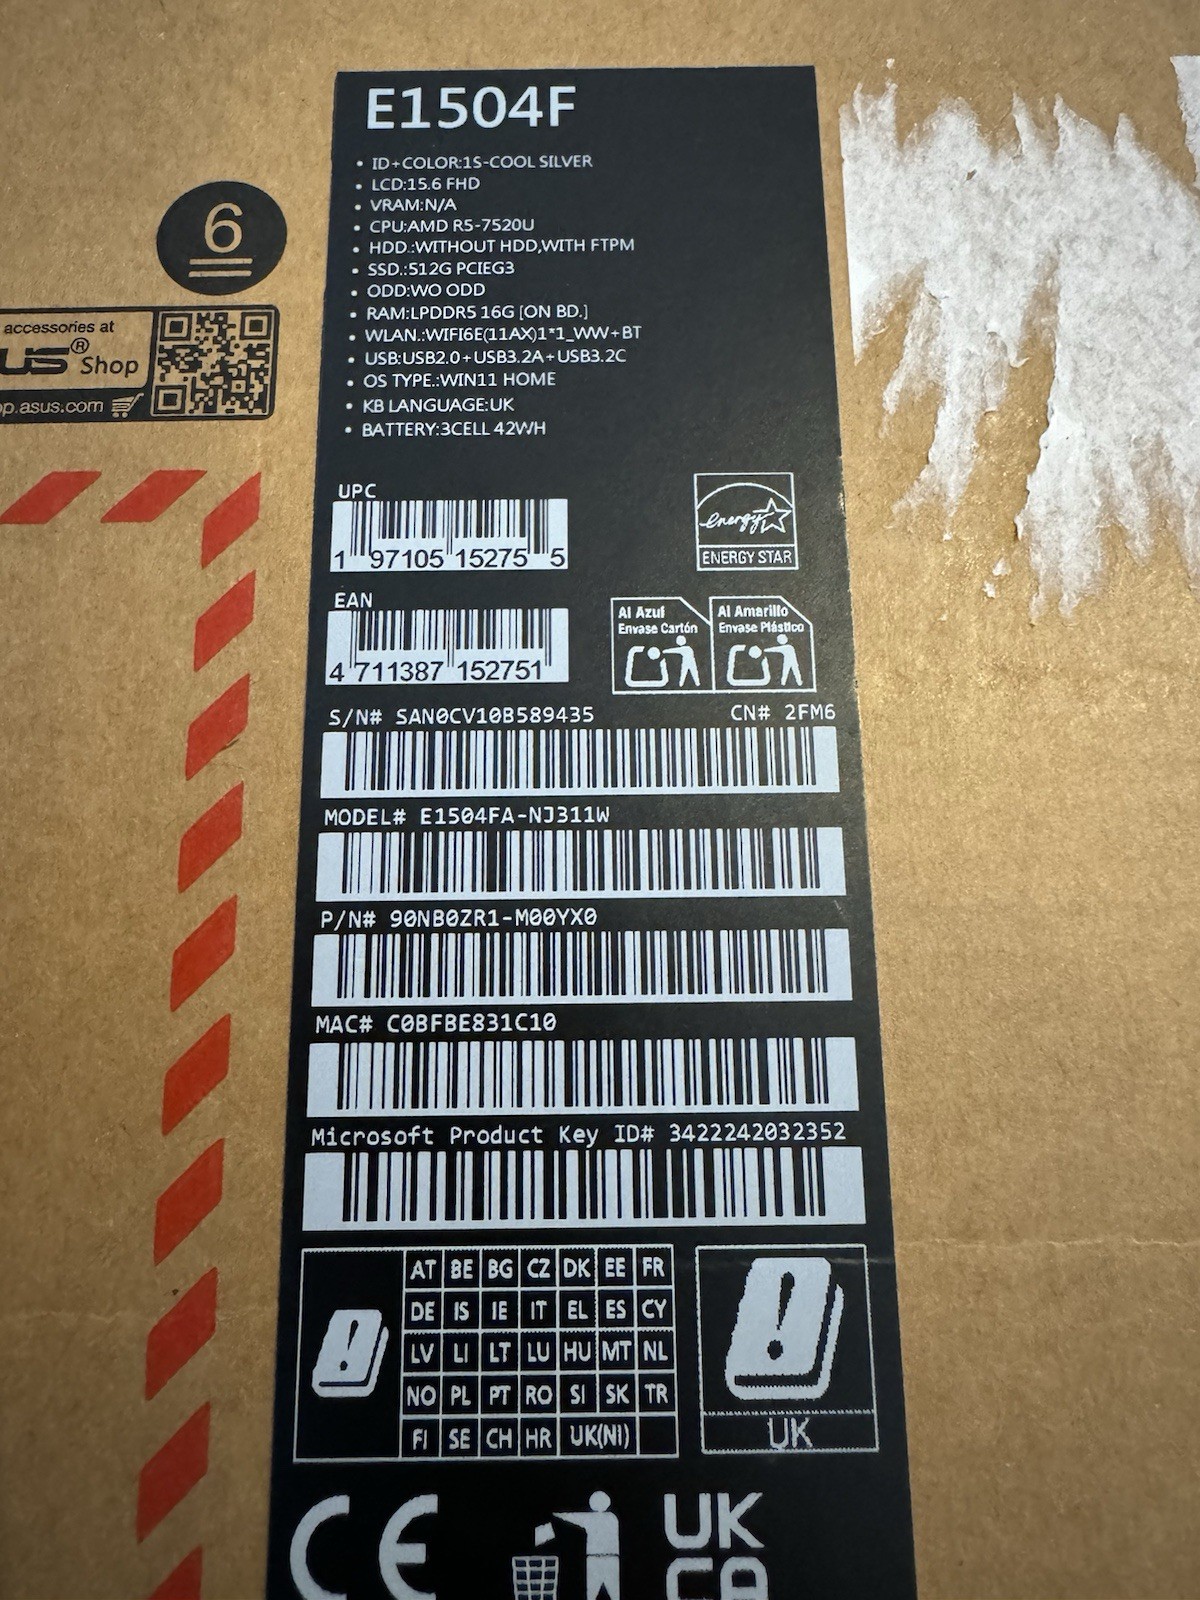 E1504F
• ID+COLOR:1S-COOL SILVER
• LCD:15.6 FHD
• VRAM:N/A
• CPU:AMD R5-7520U
• HDD.:WITHOUT HDD,WITH FTPM
• SSD.:512G PCIEG3
• ODD:WO ODD
• RAM:LPDDR5 16G [ON BD.]
• WLAN.:WIFI6E(11AX)1*1_WW+BT
• USB:USB2.0+USB3.2A+USB3.2C
• OS TYPE.:WIN11 HOME
• KB LANGUAGE:UK
• BATTERY:3CELL 42WH
6
accessories at
US® Shop
op.asus.com
UPC
1 97105 15275 5
energy
ENERGY STAR
EAN
4 711387 152751
Al Azul
Envase Cartón
Al Amarillo
Envase Plástico
S/N# SAN0CV10B589435 CN# 2FM6
MODEL# E1504FA-NJ311W
P/N# 90NB0ZR1-M00YX0
MAC# C0BFBE831C10
Microsoft Product Key ID# 3422242032352
AT BE BG CZ DK EE FR
DE IS IE IT EL ES CY
LV LI LT LU HU MT NL
NO PL PT RO SI SK TR
FI SE CH HR UK(NI)
UK
CE
UK
CA